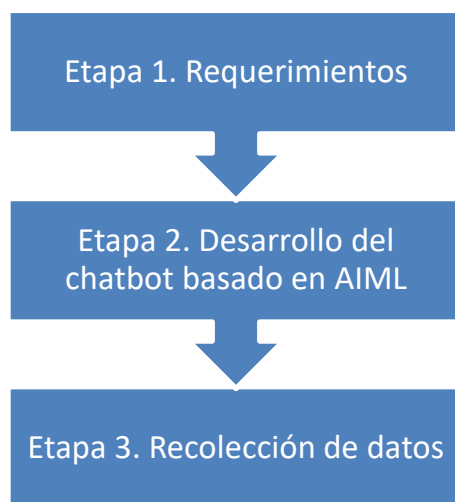 Etapa 1. Requerimientos
Etapa 2. Desarrollo del
chatbot basado en AIML
Etapa 3. Recolección de datos